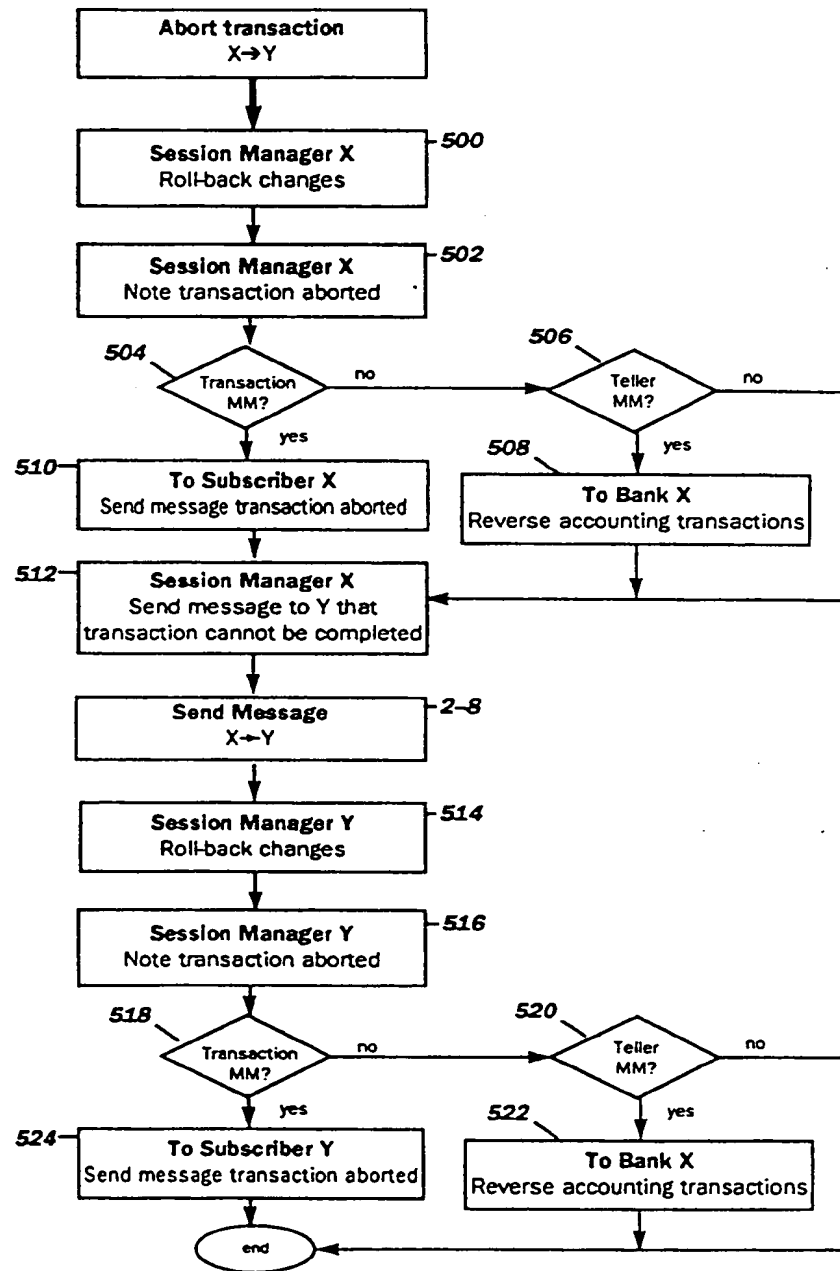 Abort transaction
X→Y
500
Session Manager X
Roll-back changes
502
Session Manager X
Note transaction aborted
504
Transaction
MM?
no
yes
506
Teller
MM?
no
yes
510
To Subscriber X
Send message transaction aborted
508
To Bank X
Reverse accounting transactions
512
Session Manager X
Send message to Y that
transaction cannot be completed
Send Message
X→Y
2-8
Session Manager Y
Roll-back changes
514
Session Manager Y
Note transaction aborted
516
518
Transaction
MM?
no
yes
520
Teller
MM?
no
yes
524
To Subscriber Y
Send message transaction aborted
522
To Bank X
Reverse accounting transactions
end